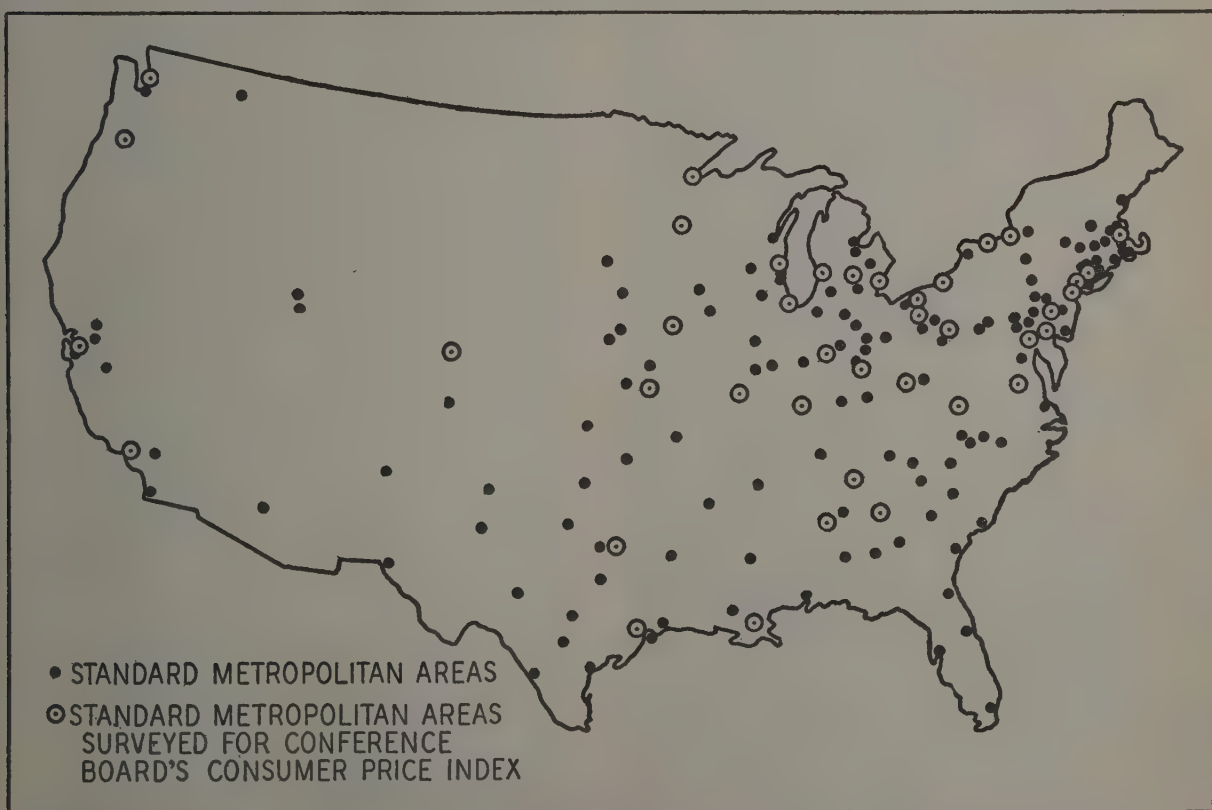 STANDARD METROPOLITAN AREAS
STANDARD METROPOLITAN AREAS
SURVEYED FOR CONFERENCE
BOARD'S CONSUMER PRICE INDEX